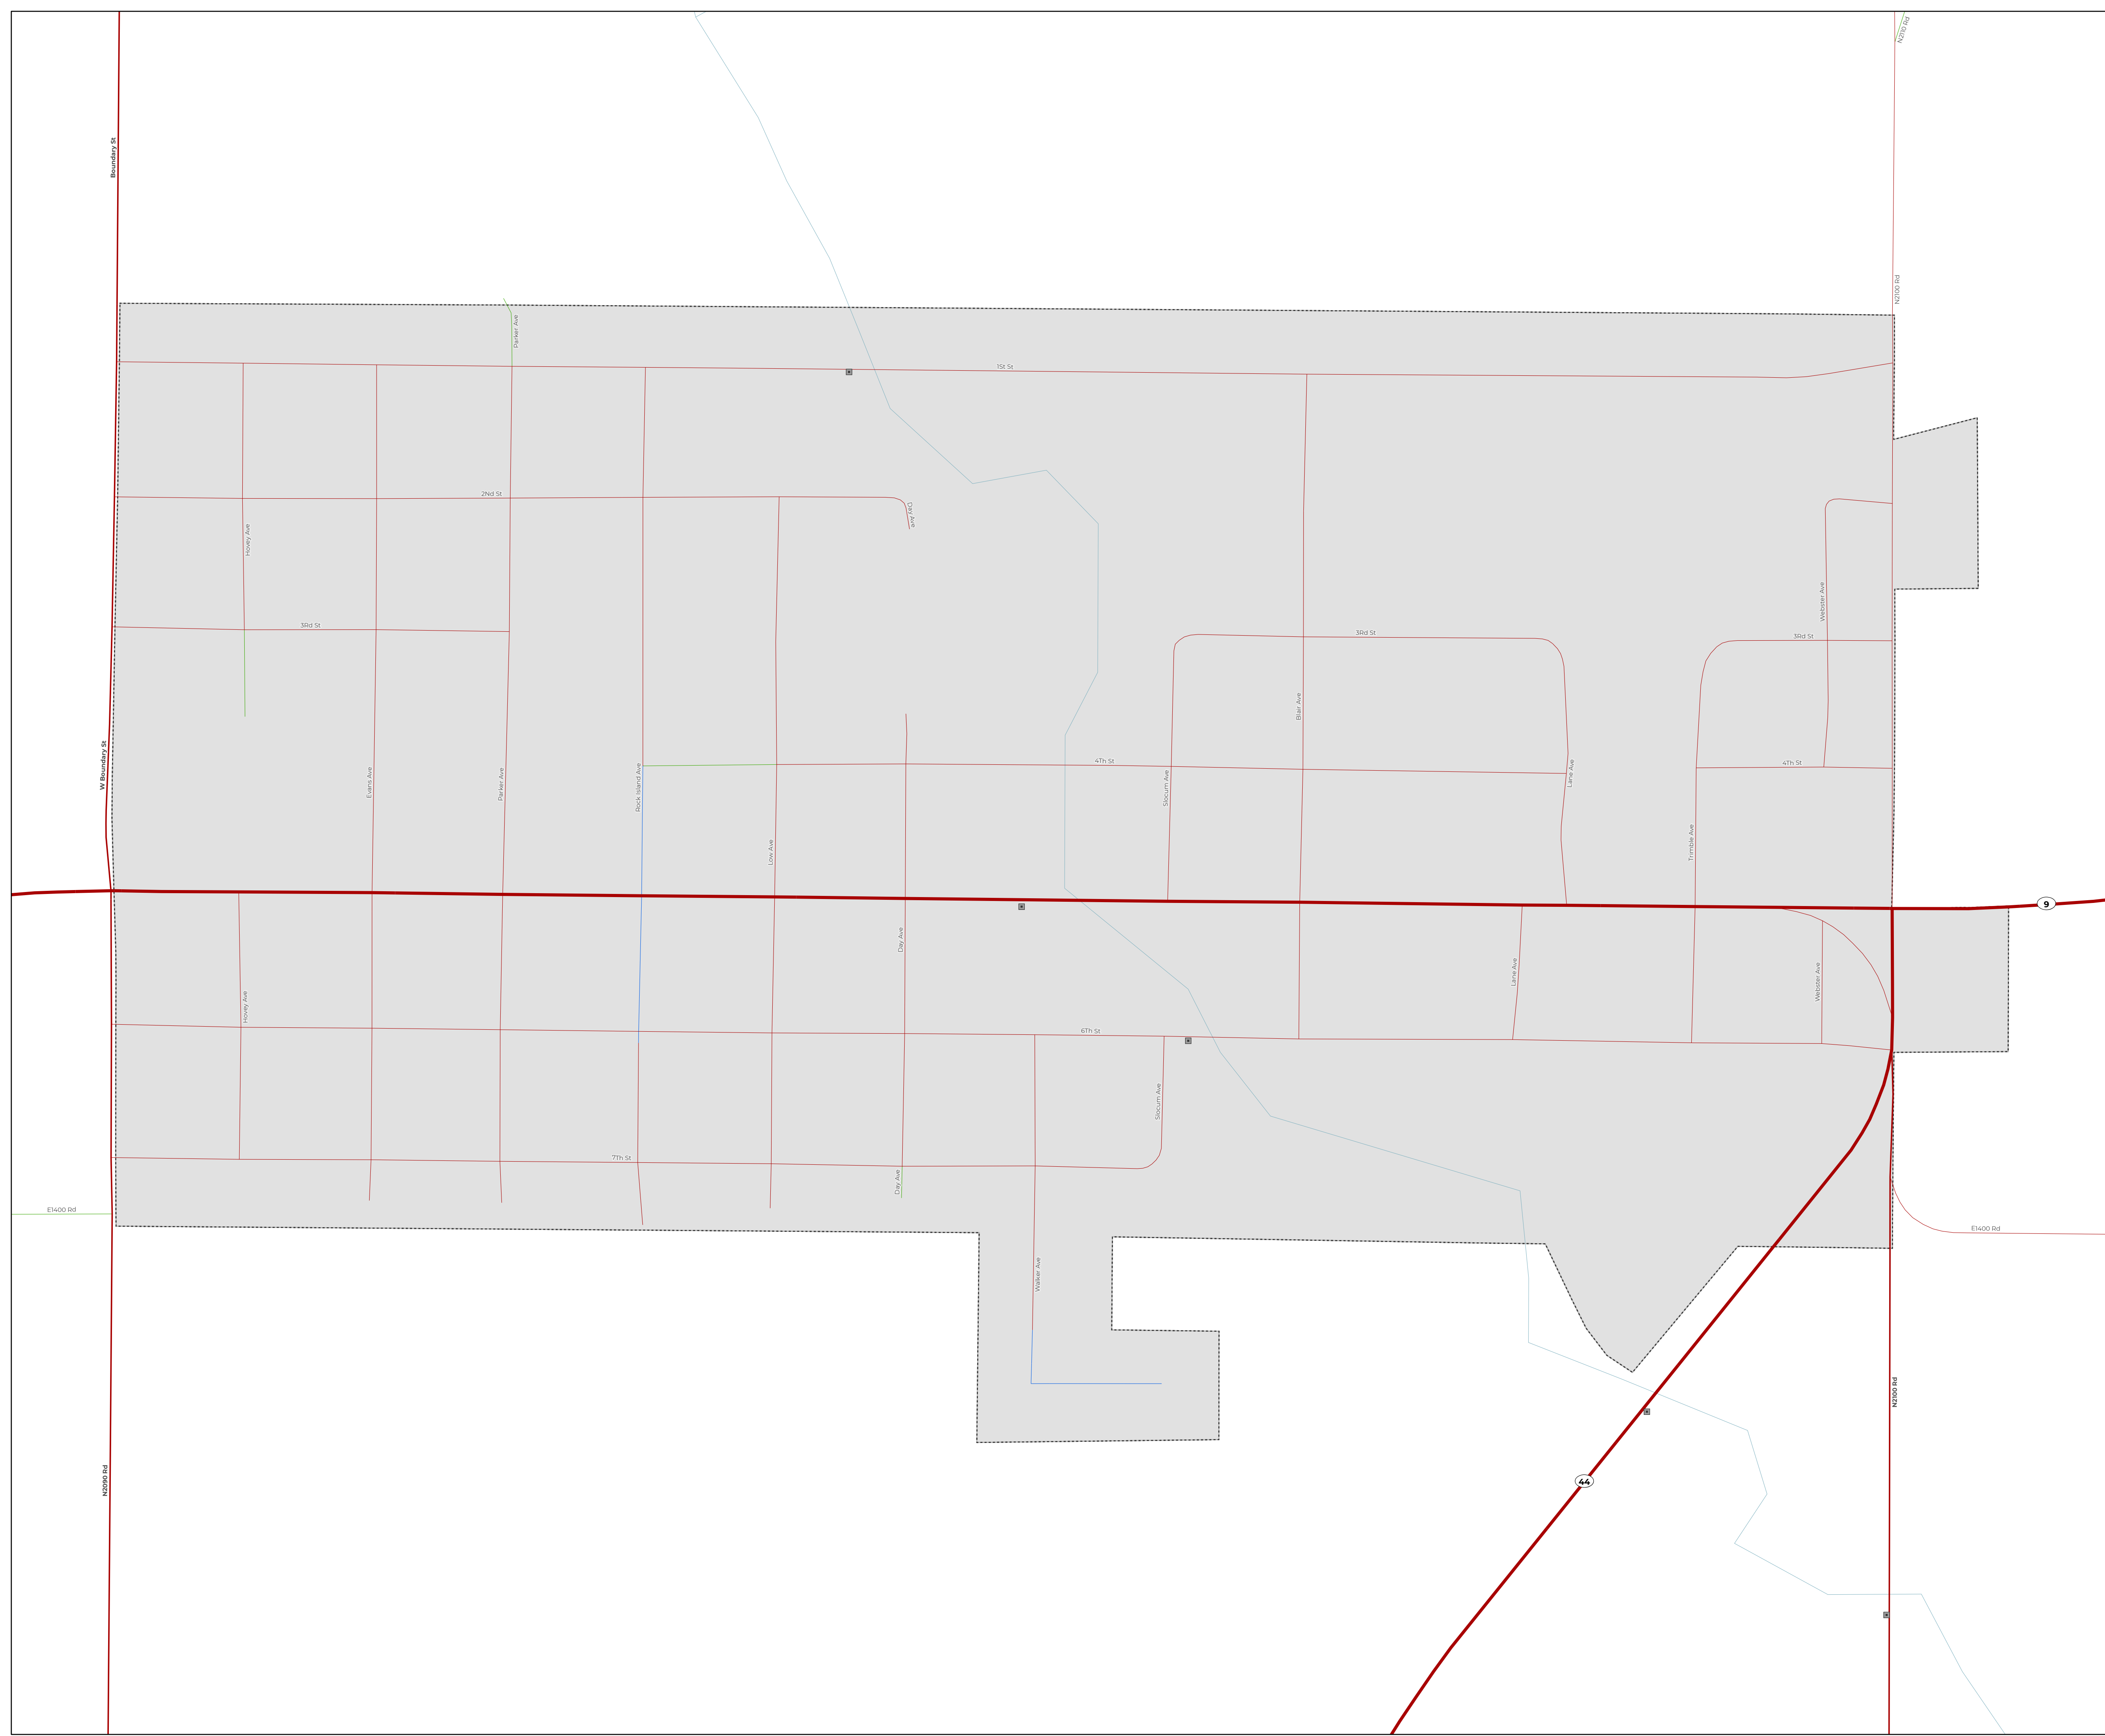 N2110 Rd
Boundary St
N2100 Rd
Parker Ave
1St St
2Nd St
Day Ave
Hovey Ave
Webster Ave
3Rd St
3Rd St
3Rd St
Blair Ave
W Boundary St
4Th St
4Th St
Evans Ave
Parker Ave
Rock Island Ave
Slocum Ave
Lane Ave
Low Ave
Trimble Ave
9
Day Ave
Lane Ave
Webster Ave
Hovey Ave
6Th St
Slocum Ave
7Th St
Day Ave
E1400 Rd
E1400 Rd
Walker Ave
N2100 Rd
N2090 Rd
44